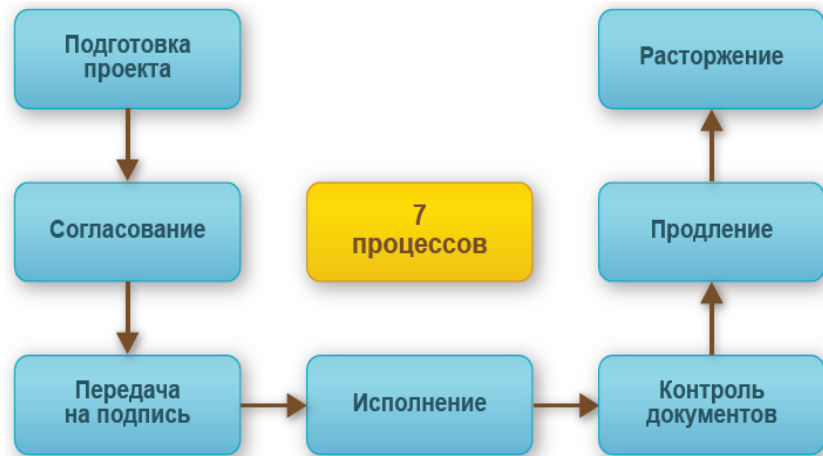 Подготовка
проекта
Согласование
Передача
на подпись
Исполнение
Контроль
документов
Продление
Расторжение
7
процессов